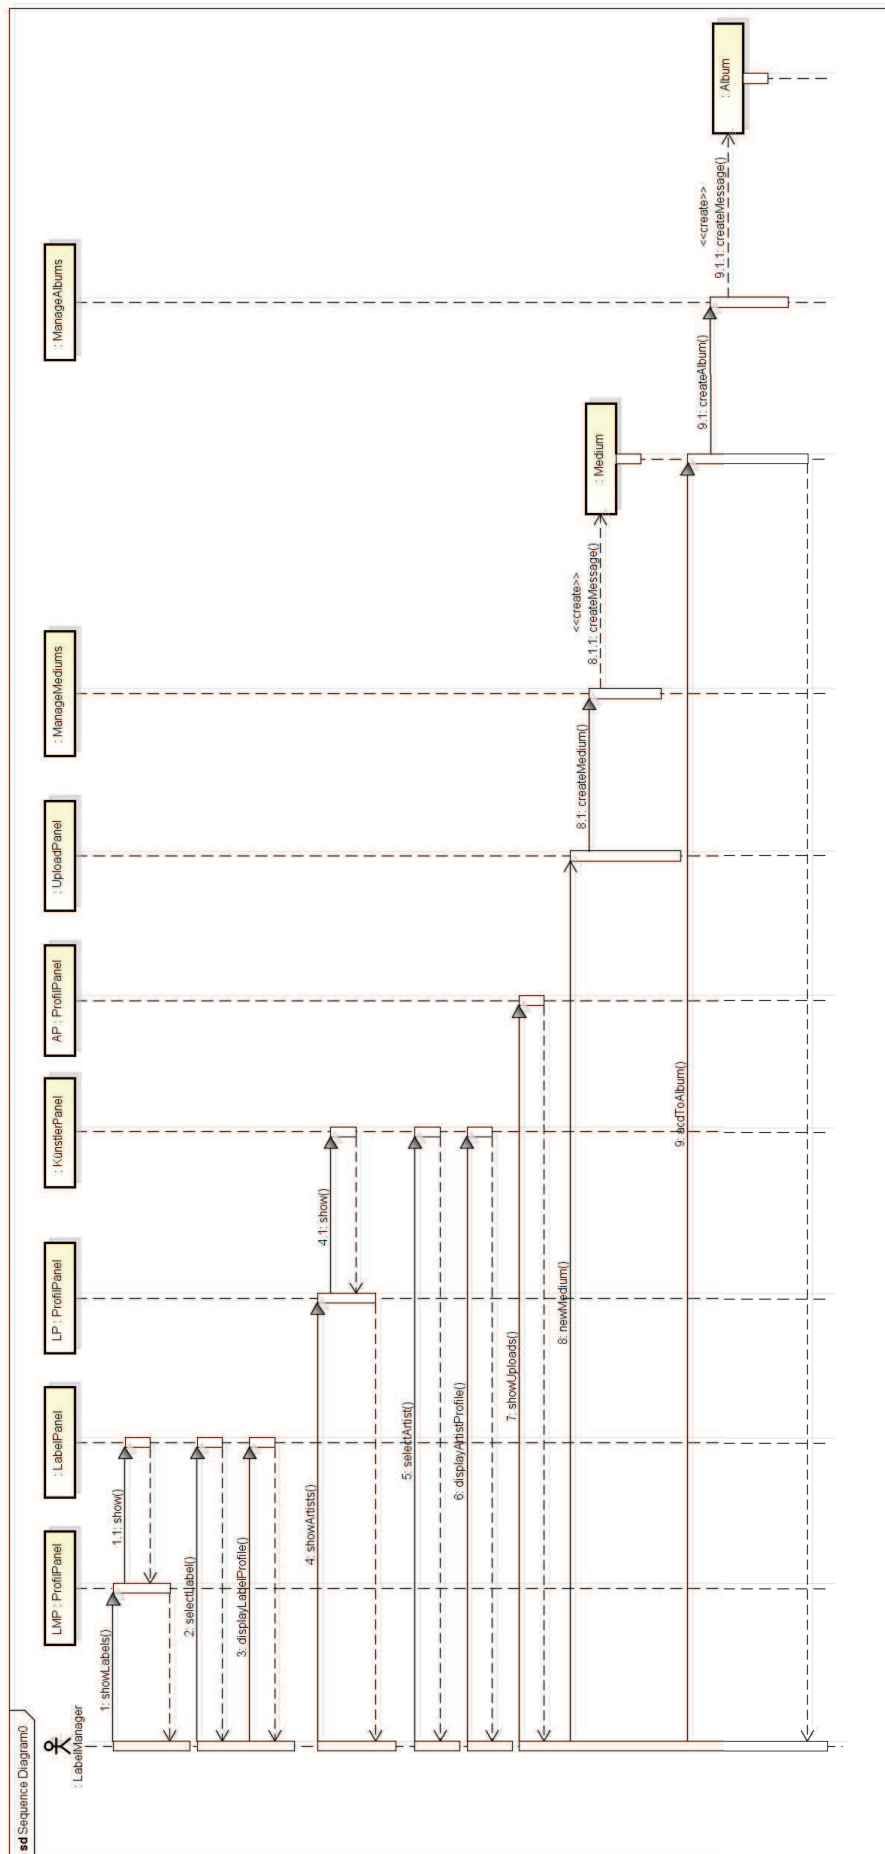 sd Sequence Diagram0
: LabelManager
LMP : ProfilPanel
: LabelPanel
LP : ProfilPanel
: KünstlerPanel
AP : ProfilPanel
: UploadPanel
: ManageMediums
: ManageAlbums
1: showLabels()
1.1: show()
2: selectLabel()
3: displayLabelProfile()
4: showArtists()
4.1: show()
5: selectArtist()
6: displayArtistProfile()
7: showUploads()
8: newMedium()
8.1: createMedium()
<<create>>
8.1.1: createMessage()
: Medium
9: addToAlbum()
9.1: createAlbum()
<<create>>
9.1.1: createMessage()
: Album